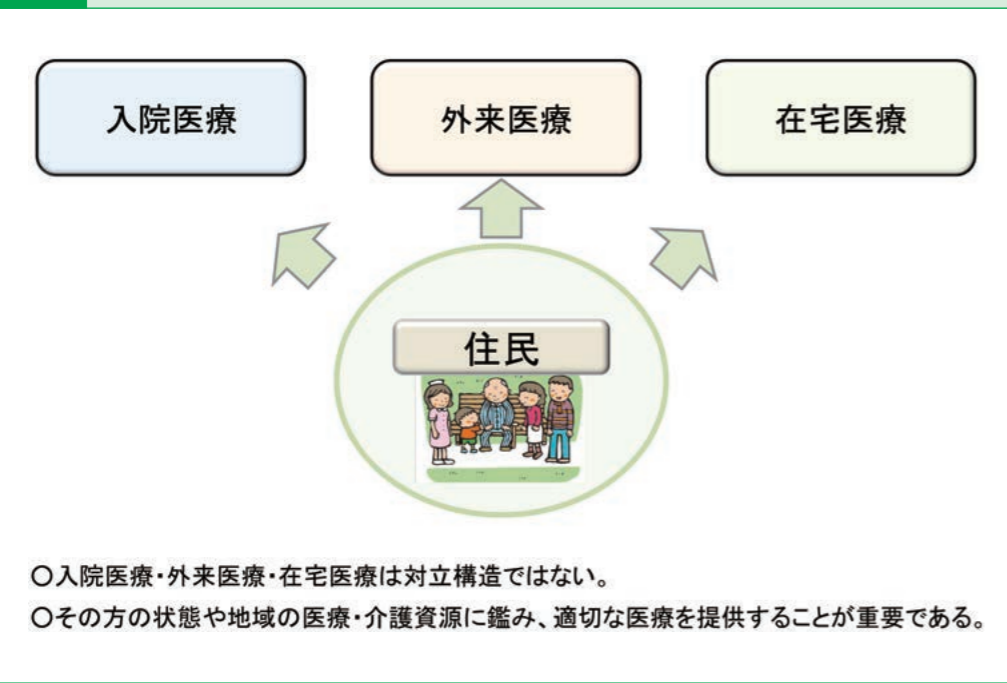 入院医療
外来医療
在宅医療
住民
〇入院医療・外来医療・在宅医療は対立構造ではない。
〇その方の状態や地域の医療・介護資源に鑑み、適切な医療を提供することが重要である。